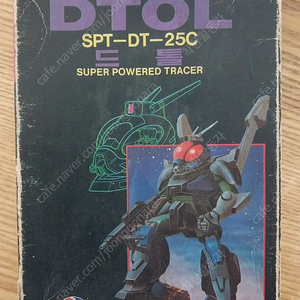 DTOL
SPT-DT-25C
드 톨
SUPER POWERED TRACER